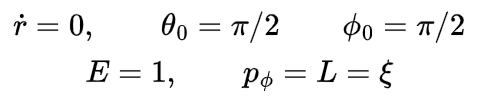 ṙ = 0, θ₀ = π/2 ϕ₀ = π/2
E = 1, p_ϕ = L = ξ